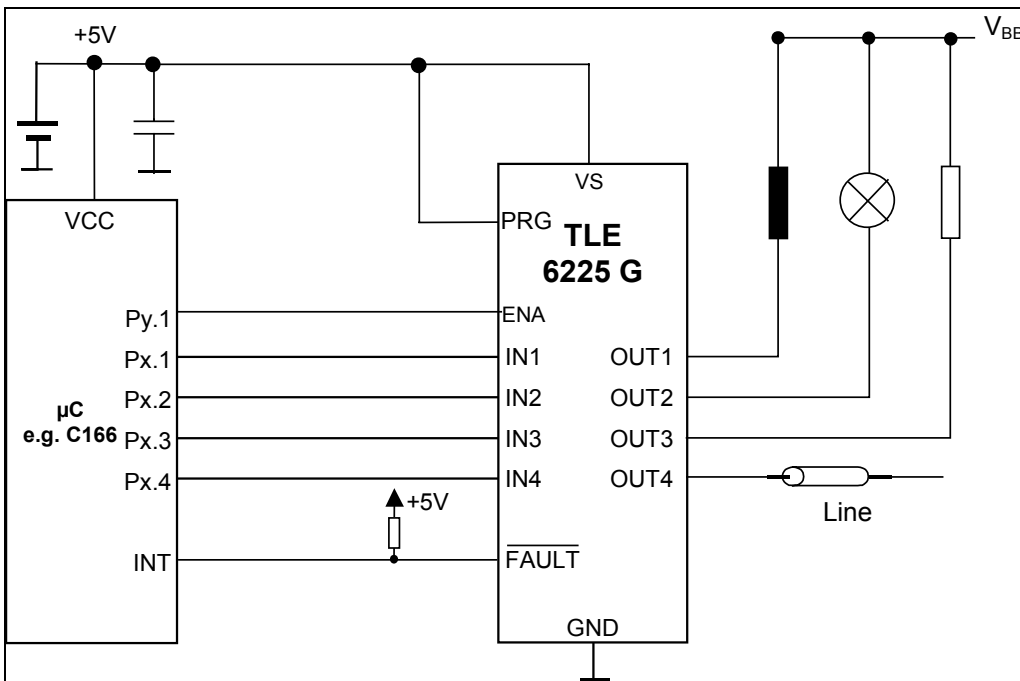 +5V
V_BB
VCC
VS
PRG
TLE
6225 G
Py.1
ENA
Px.1
IN1
OUT1
Px.2
IN2
OUT2
µC
e.g. C166
Px.3
IN3
OUT3
Px.4
IN4
OUT4
+5V
Line
INT
FAULT
GND